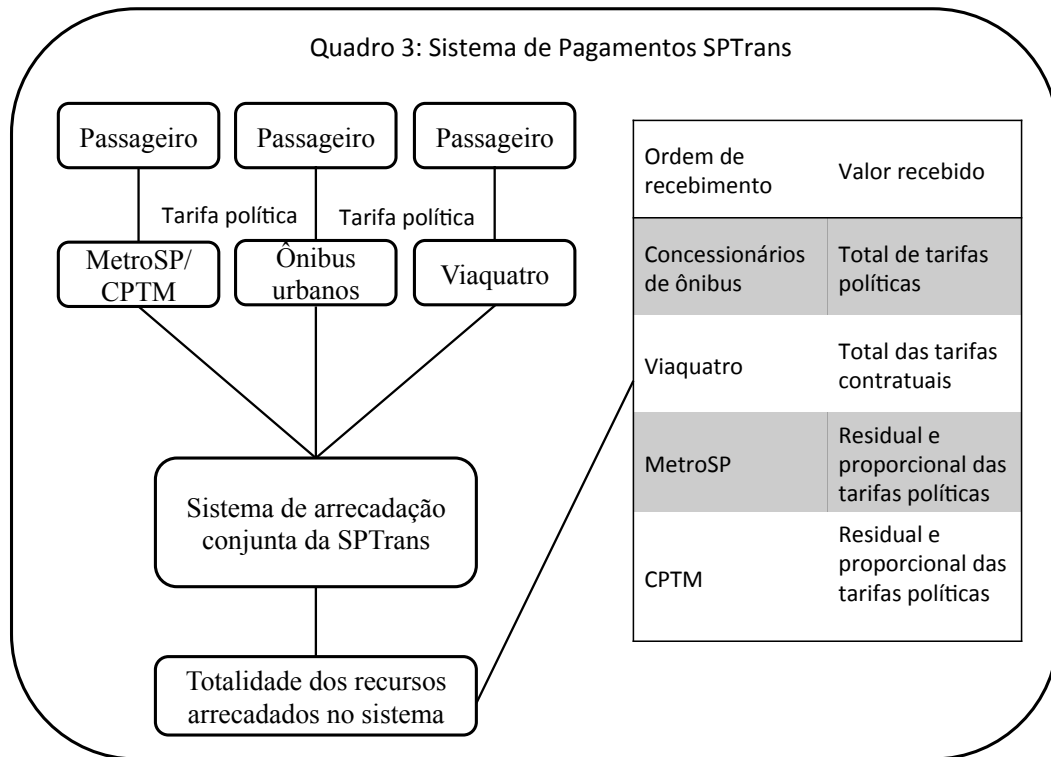 Quadro 3: Sistema de Pagamentos SPTrans
Passageiro
Passageiro
Passageiro
Tarifa política
Tarifa política
MetroSP/
CPTM
Ônibus
urbanos
Viaquatro
Sistema de arrecadação
conjunta da SPTrans
Totalidade dos recursos
arrecadados no sistema
Ordem de
recebimento
Valor recebido
Concessionários
de ônibus
Total de tarifas
políticas
Viaquatro
Total das tarifas
contratuais
MetroSP
Residual e
proporcional das
tarifas políticas
CPTM
Residual e
proporcional das
tarifas políticas